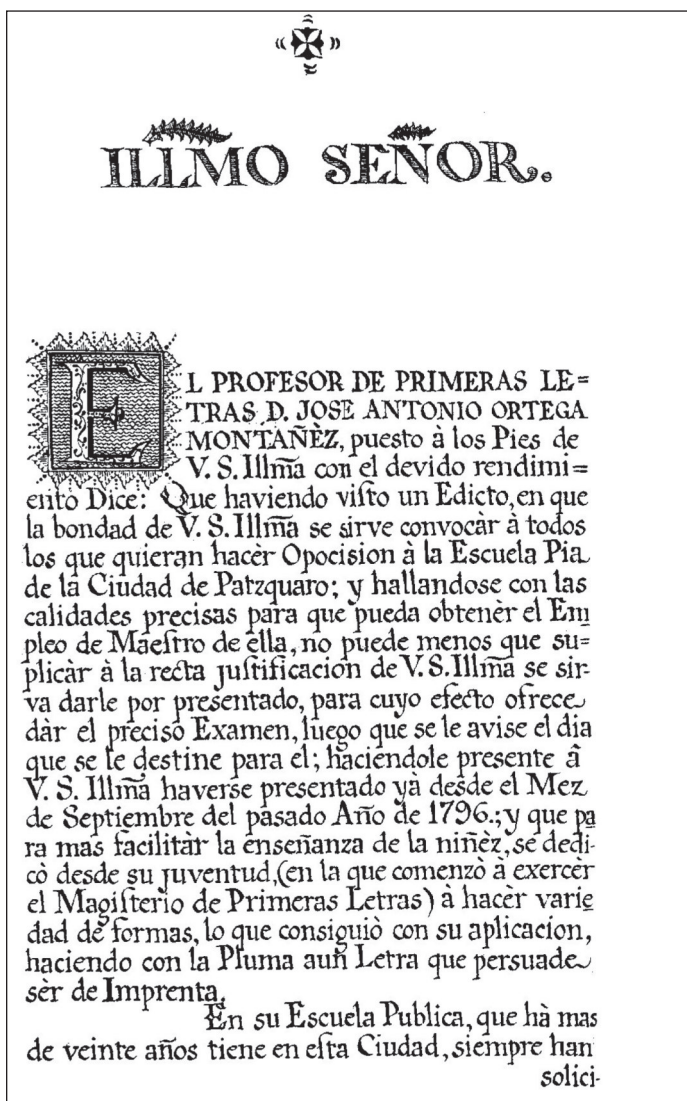 ILLMO SEÑOR.
EL PROFESOR DE PRIMERAS LE=
TRAS D. JOSE ANTONIO ORTEGA
MONTAÑÈZ, puesto à los Pies de
V. S. Illm̃a con el devido rendimi=
ento Dice: Que haviendo viſto un Edicto, en que
la bondad de V. S. Illm̃a se sirve convocàr à todos
los que quieran hacèr Opocision à la Escuela Pia
de la Ciudad de Patzquaro; y hallandose con las
calidades precisas para que pueda obtenèr el Em
pleo de Maeſtro de ella, no puede menos que su=
plicàr à la recta juſtificacion de V. S. Illm̃a se sir-
va darle por presentado, para cuyo efecto ofrece
dàr el preciso Examen, luego que se le avise el dia
que se le destine para el; haciendole presente â
V. S. Illm̃a haverse presentado yà desde el Mez
de Septiembre del pasado Año de 1796.; y que pa
ra mas facilitàr la enseñanza de la niñèz, se dedi-
cò desde su juventud, (en la que comenzò à exercèr
el Magiſterio de Primeras Letras) à hacèr varie
dad de formas, lo que consiguiò con su aplicacion,
haciendo con la Pluma aun Letra que persuade
sèr de Imprenta.
En su Escuela Publica, que hà mas
de veinte años tiene en eſta Ciudad, siempre han
solici-